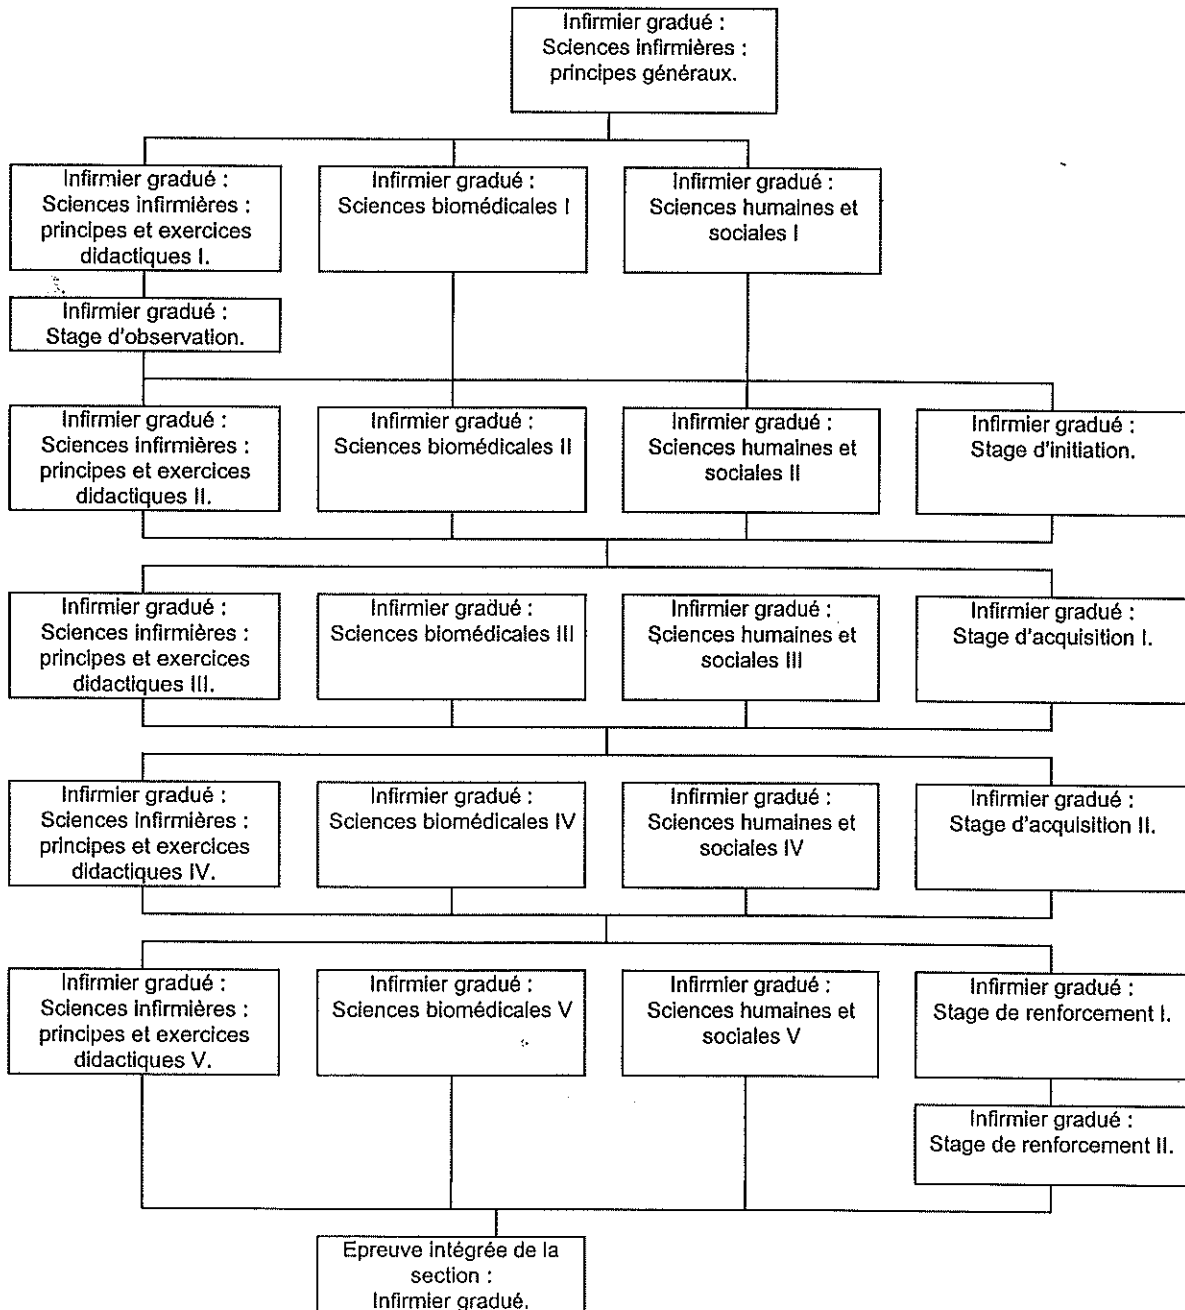 Infirmier gradué :
Sciences infirmières :
principes généraux.
Infirmier gradué :
Sciences infirmières :
principes et exercices
didactiques I.
Infirmier gradué :
Sciences biomédicales I
Infirmier gradué :
Sciences humaines et
sociales I
Infirmier gradué :
Stage d'observation.
Infirmier gradué :
Sciences infirmières :
principes et exercices
didactiques II.
Infirmier gradué :
Sciences biomédicales II
Infirmier gradué :
Sciences humaines et
sociales II
Infirmier gradué :
Stage d'initiation.
Infirmier gradué :
Sciences infirmières :
principes et exercices
didactiques III.
Infirmier gradué :
Sciences biomédicales III
Infirmier gradué :
Sciences humaines et
sociales III
Infirmier gradué :
Stage d'acquisition I.
Infirmier gradué :
Sciences infirmières :
principes et exercices
didactiques IV.
Infirmier gradué :
Sciences biomédicales IV
Infirmier gradué :
Sciences humaines et
sociales IV
Infirmier gradué :
Stage d'acquisition II.
Infirmier gradué :
Sciences infirmières :
principes et exercices
didactiques V.
Infirmier gradué :
Sciences biomédicales V
Infirmier gradué :
Sciences humaines et
sociales V
Infirmier gradué :
Stage de renforcement I.
Infirmier gradué :
Stage de renforcement II.
Epreuve intégrée de la
section :
Infirmier gradué.